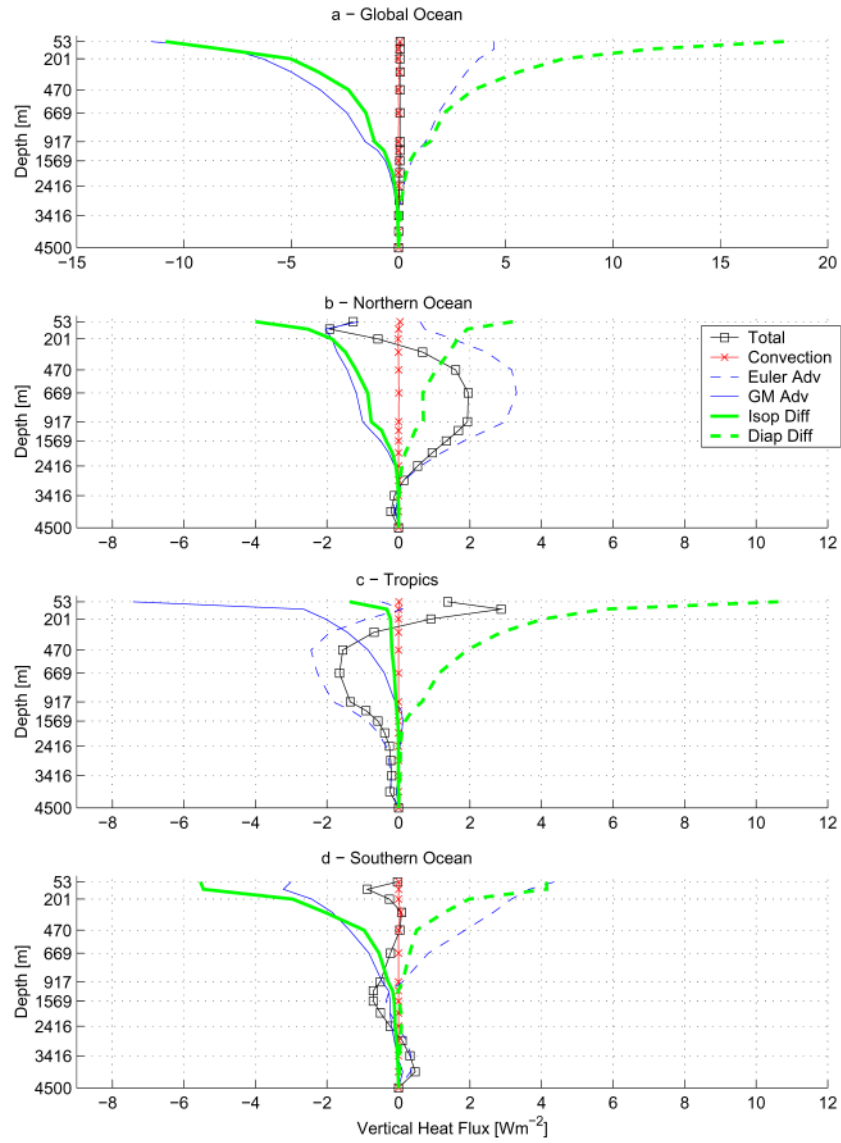 a − Global Ocean
Depth [m]
53
201
470
669
917
1569
2416
3416
4500
−15 −10 −5 0 5 10 15 20
b − Northern Ocean
Depth [m]
53
201
470
669
917
1569
2416
3416
4500
Total
Convection
Euler Adv
GM Adv
Isop Diff
Diap Diff
−8 −6 −4 −2 0 2 4 6 8 10 12
c − Tropics
Depth [m]
53
201
470
669
917
1569
2416
3416
4500
−8 −6 −4 −2 0 2 4 6 8 10 12
d − Southern Ocean
Depth [m]
53
201
470
669
917
1569
2416
3416
4500
−8 −6 −4 −2 0 2 4 6 8 10 12
Vertical Heat Flux [Wm⁻²]